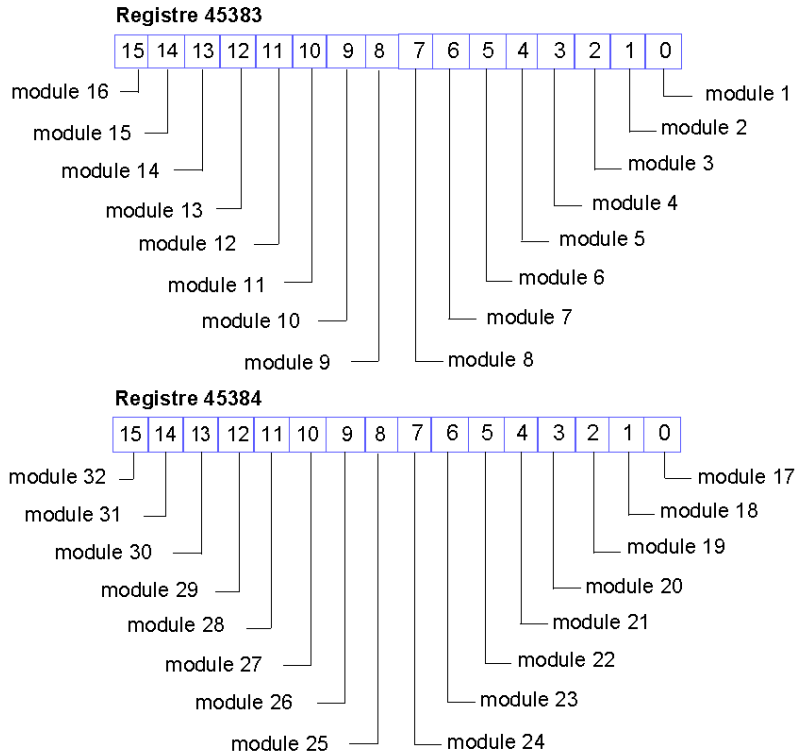 Registre 45383
15 14 13 12 11 10 9 8 7 6 5 4 3 2 1 0
module 16
module 1
module 15
module 2
module 14
module 3
module 13
module 4
module 12
module 5
module 11
module 6
module 10
module 7
module 9
module 8
Registre 45384
15 14 13 12 11 10 9 8 7 6 5 4 3 2 1 0
module 32
module 17
module 31
module 18
module 30
module 19
module 29
module 20
module 28
module 21
module 27
module 22
module 26
module 23
module 25
module 24